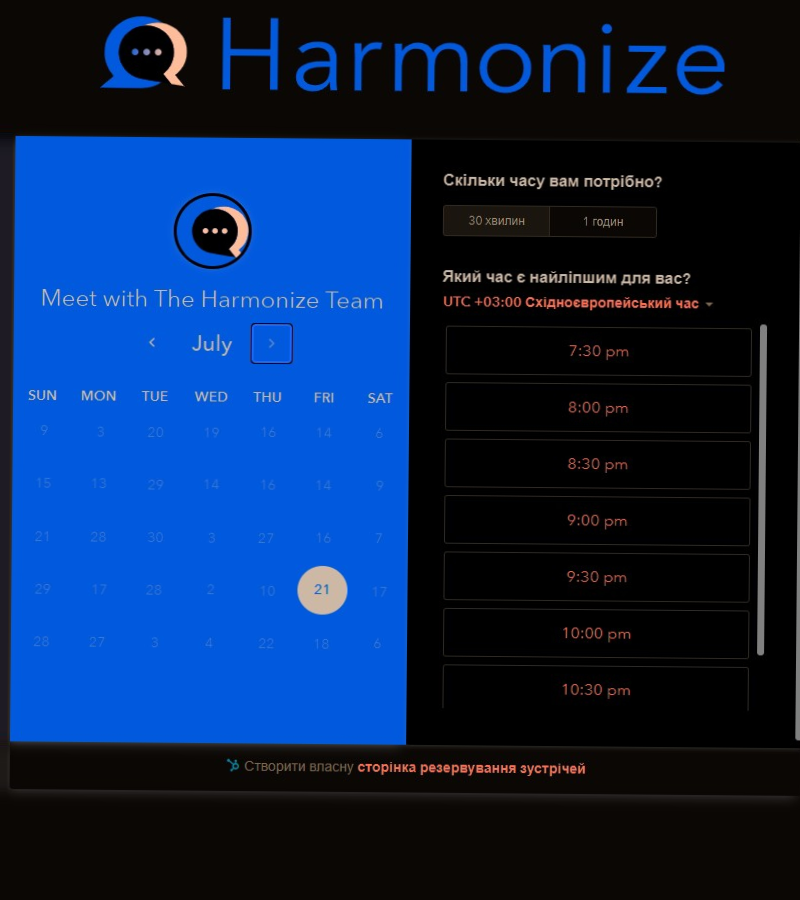 Harmonize
Meet with The Harmonize Team
July
SUN MON TUE WED THU FRI SAT
9 3 20 19 16 14 6
15 13 29 14 16 14 9
21 28 30 3 27 16 7
29 17 28 2 10 21 17
28 27 3 4 22 18 6
Скільки часу вам потрібно?
30 хвилин 1 годин
Який час є найліпшим для вас?
UTC +03:00 Східноєвропейський час
7:30 pm
8:00 pm
8:30 pm
9:00 pm
9:30 pm
10:00 pm
10:30 pm
Створити власну сторінка резервування зустрічей